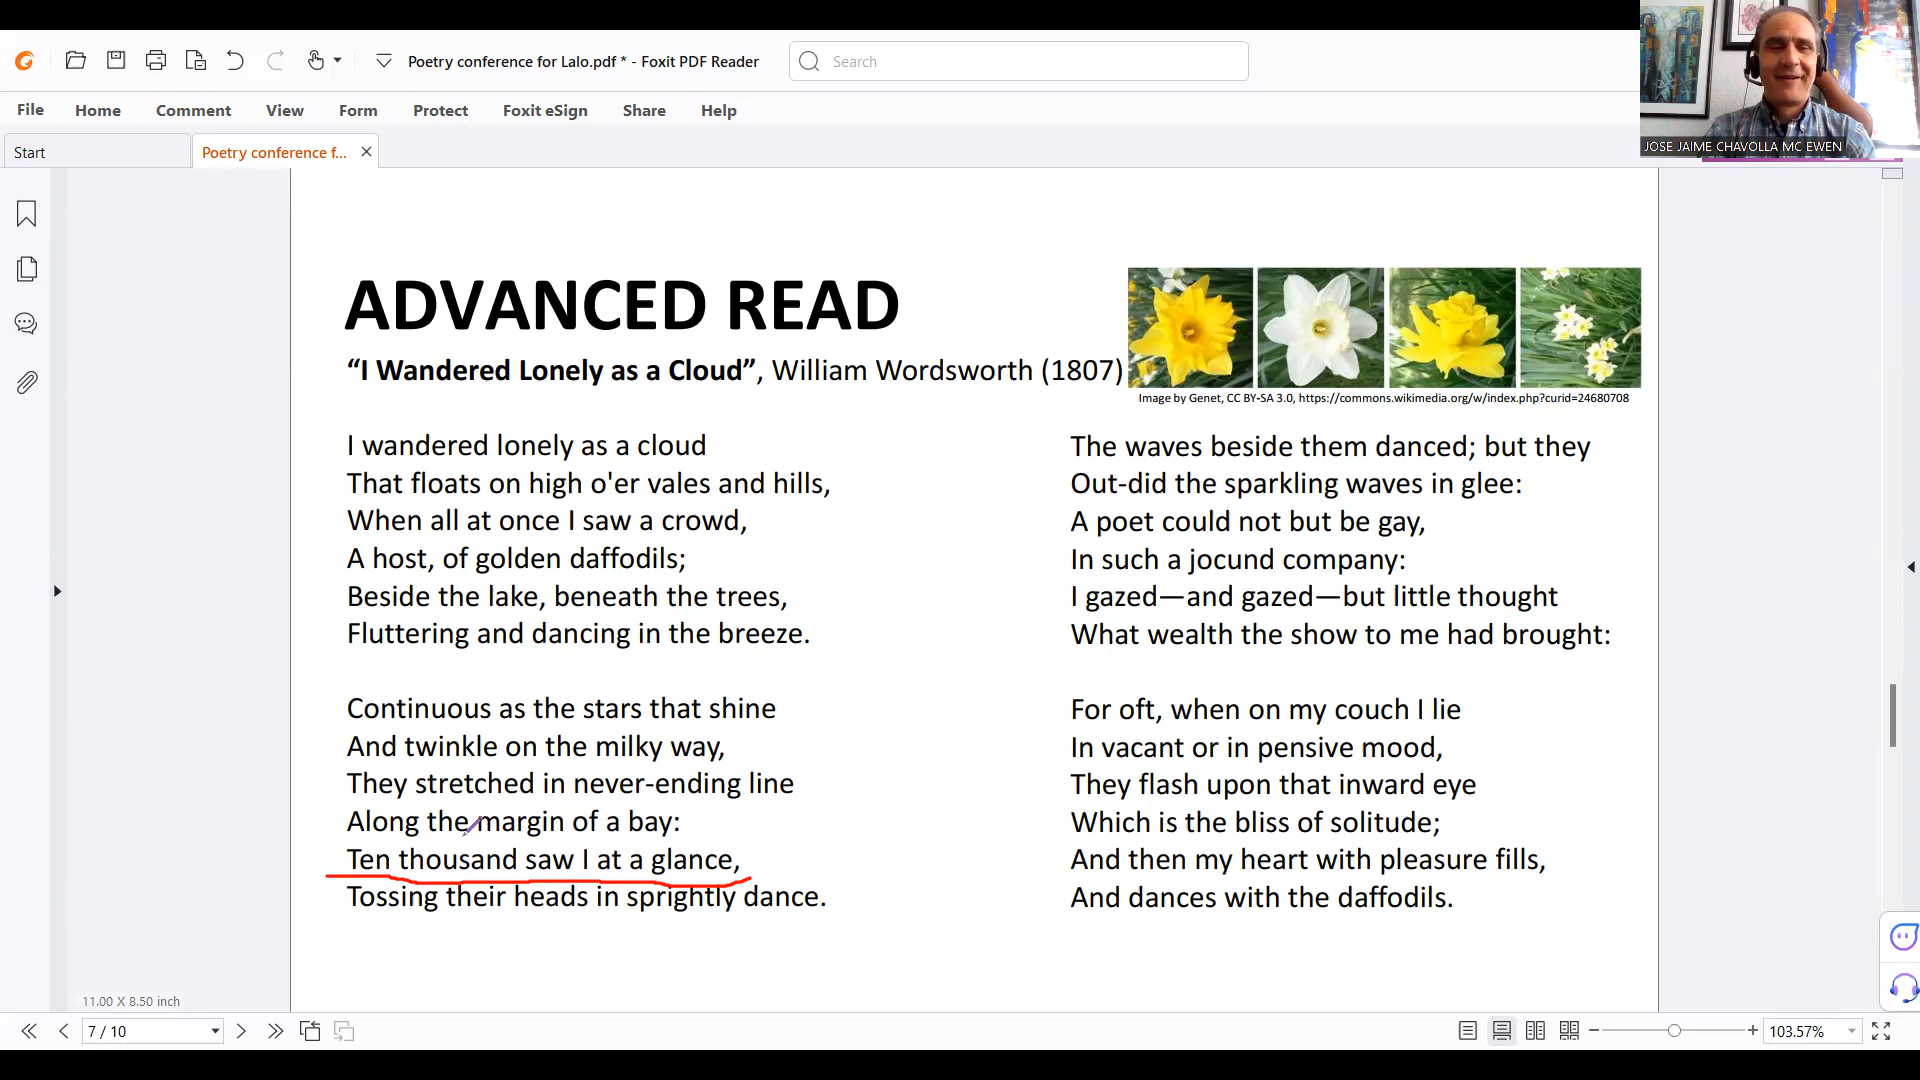 Poetry conference for Lalo.pdf * - Foxit PDF Reader
Search
File Home Comment View Form Protect Foxit eSign Share Help
JOSE JAIME CHAVOLLA MC EWEN
Start
Poetry conference f...
ADVANCED READ
“I Wandered Lonely as a Cloud”, William Wordsworth (1807)
Image by Genet, CC BY-SA 3.0, https://commons.wikimedia.org/w/index.php?curid=24680708
I wandered lonely as a cloud
That floats on high o'er vales and hills,
When all at once I saw a crowd,
A host, of golden daffodils;
Beside the lake, beneath the trees,
Fluttering and dancing in the breeze.
Continuous as the stars that shine
And twinkle on the milky way,
They stretched in never-ending line
Along the margin of a bay:
Ten thousand saw I at a glance,
Tossing their heads in sprightly dance.
The waves beside them danced; but they
Out-did the sparkling waves in glee:
A poet could not but be gay,
In such a jocund company:
I gazed—and gazed—but little thought
What wealth the show to me had brought:
For oft, when on my couch I lie
In vacant or in pensive mood,
They flash upon that inward eye
Which is the bliss of solitude;
And then my heart with pleasure fills,
And dances with the daffodils.
11.00 X 8.50 inch
7 / 10
103.57%